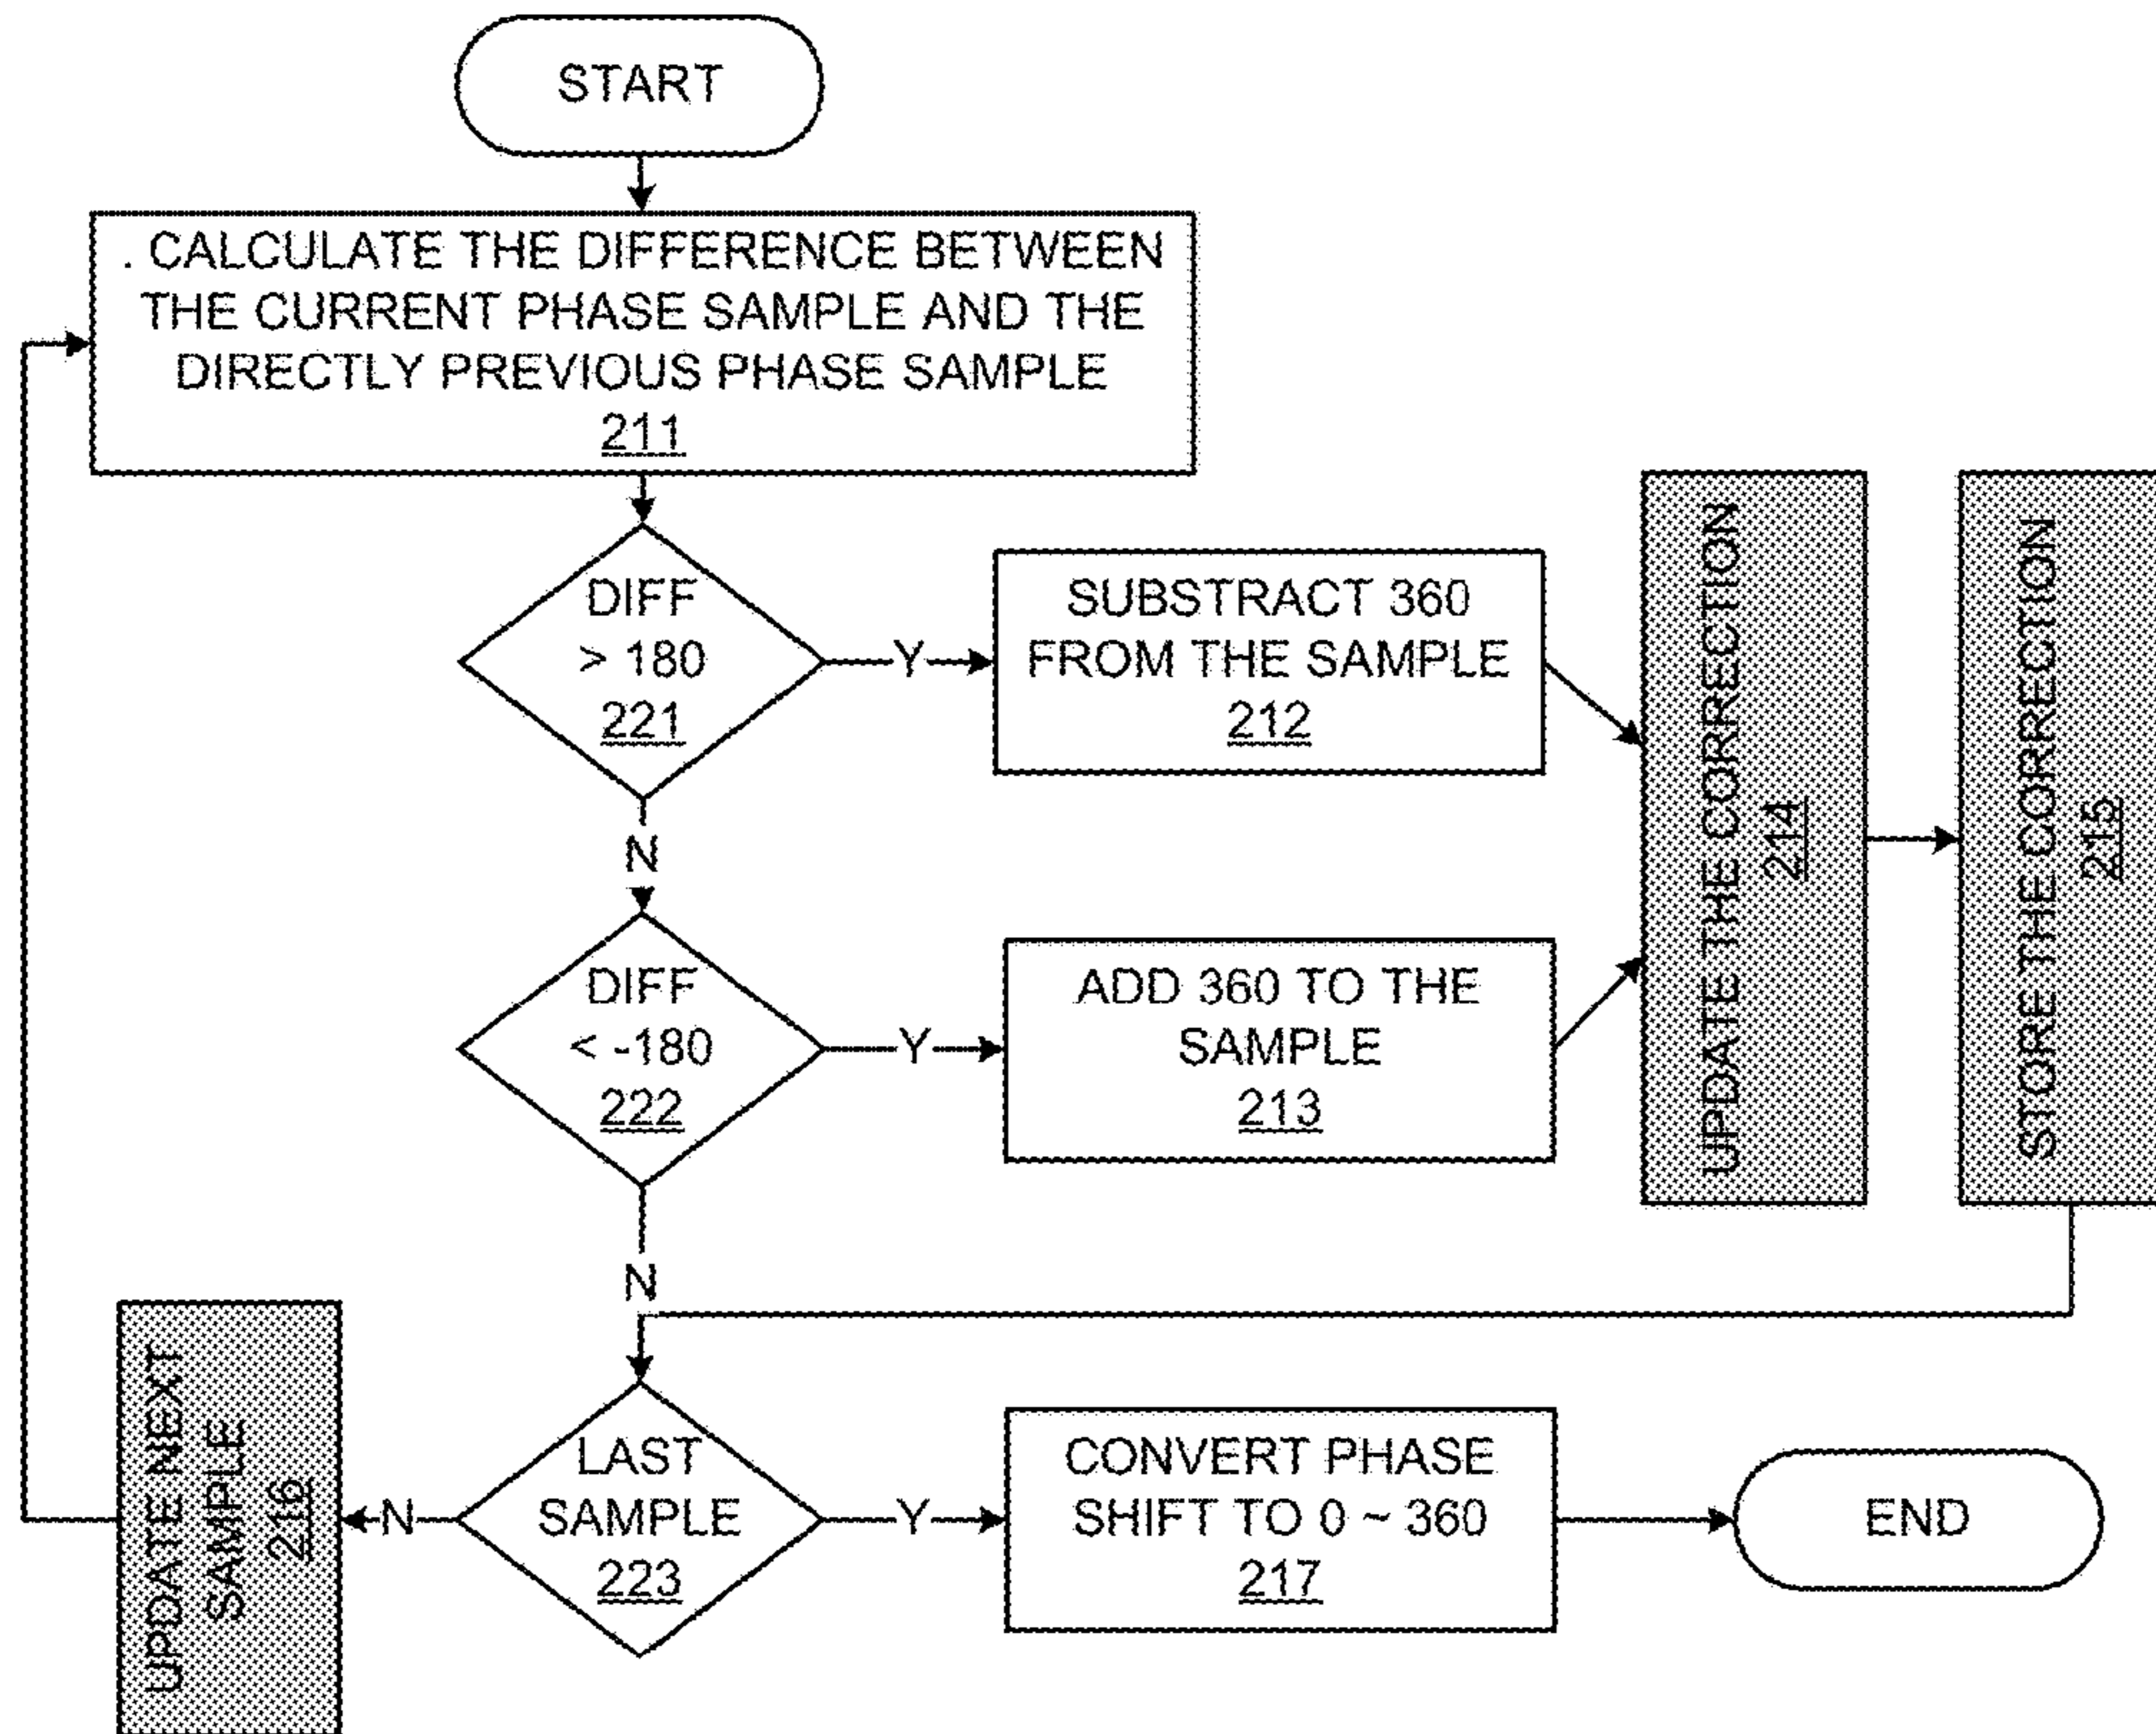 START
. CALCULATE THE DIFFERENCE BETWEEN
THE CURRENT PHASE SAMPLE AND THE
DIRECTLY PREVIOUS PHASE SAMPLE
211
DIFF
> 180
221
Y
SUBSTRACT 360
FROM THE SAMPLE
212
UPDATE THE CORRECTION
214
STORE THE CORRECTION
215
N
DIFF
< -180
222
Y
ADD 360 TO THE
SAMPLE
213
N
UPDATE NEXT
SAMPLE
216
N
LAST
SAMPLE
223
Y
CONVERT PHASE
SHIFT TO 0 ~ 360
217
END